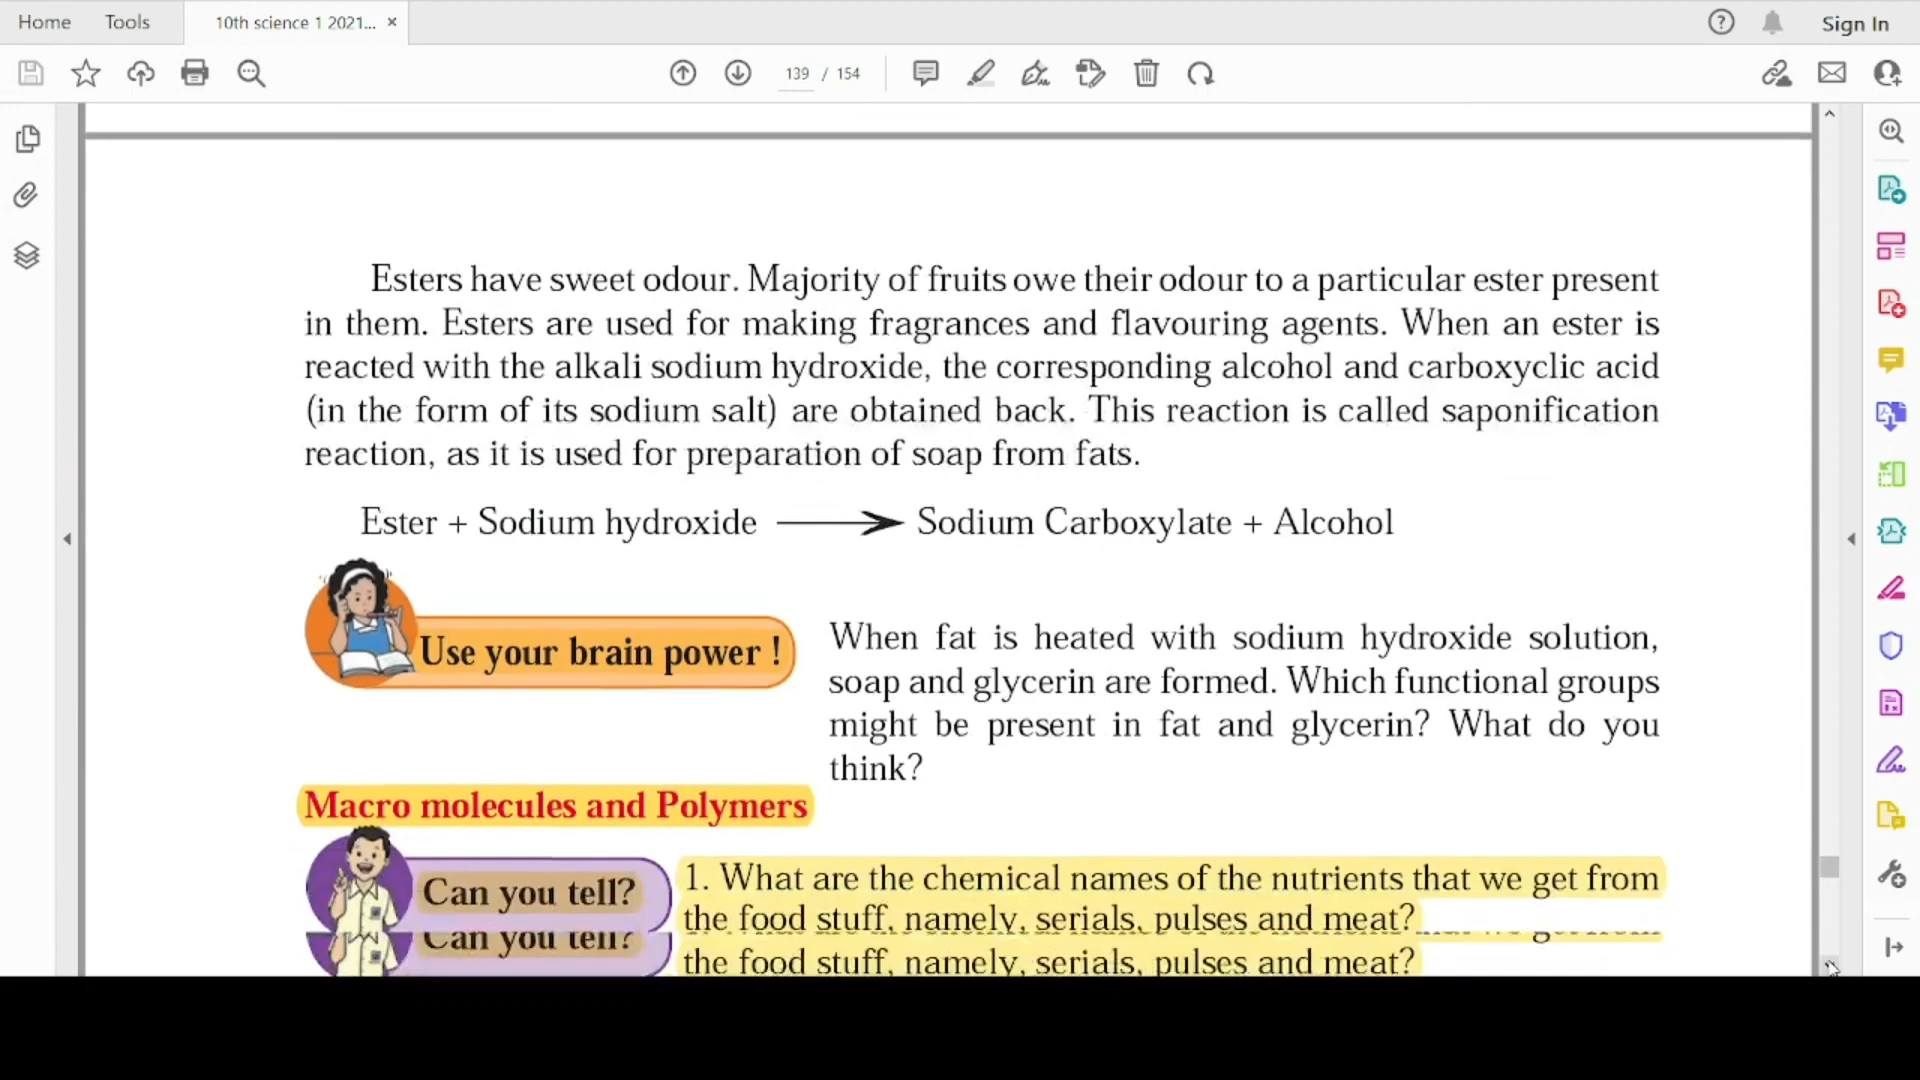 Home Tools 10th science 1 2021... × Sign In
139 / 154
Esters have sweet odour. Majority of fruits owe their odour to a particular ester present
in them. Esters are used for making fragrances and flavouring agents. When an ester is
reacted with the alkali sodium hydroxide, the corresponding alcohol and carboxyclic acid
(in the form of its sodium salt) are obtained back. This reaction is called saponification
reaction, as it is used for preparation of soap from fats.
Ester + Sodium hydroxide ⟶ Sodium Carboxylate + Alcohol
Use your brain power !
When fat is heated with sodium hydroxide solution,
soap and glycerin are formed. Which functional groups
might be present in fat and glycerin? What do you
think?
Macro molecules and Polymers
Can you tell?
1. What are the chemical names of the nutrients that we get from
the food stuff, namely, serials, pulses and meat?
Can you tell?
the food stuff, namely, serials, pulses and meat?